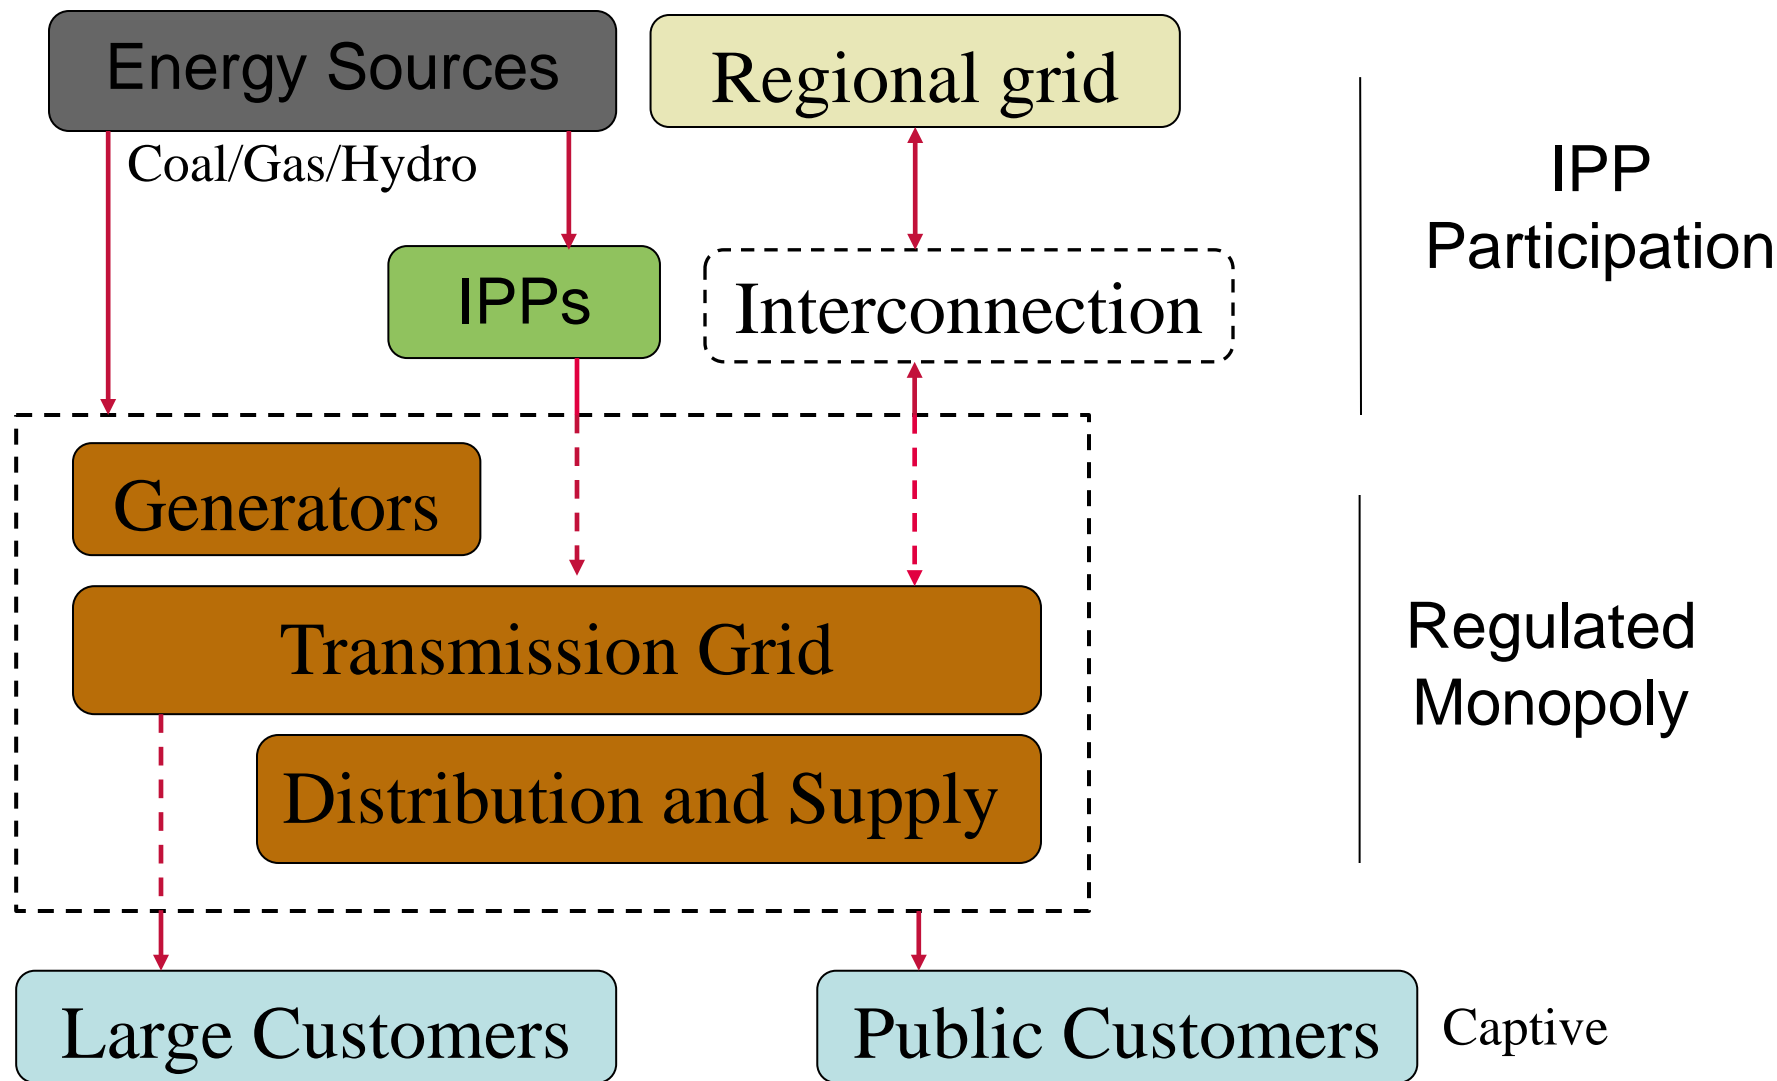 Energy Sources
Regional grid
Coal/Gas/Hydro
IPP
Participation
IPPs
Interconnection
Generators
Transmission Grid
Regulated
Monopoly
Distribution and Supply
Large Customers
Public Customers
Captive